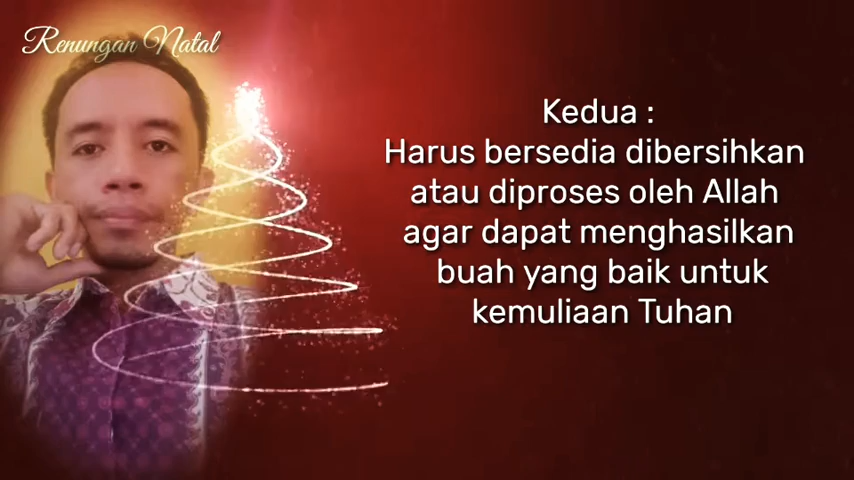 Renungan Natal
Kedua :
Harus bersedia dibersihkan
atau diproses oleh Allah
agar dapat menghasilkan
buah yang baik untuk
kemuliaan Tuhan